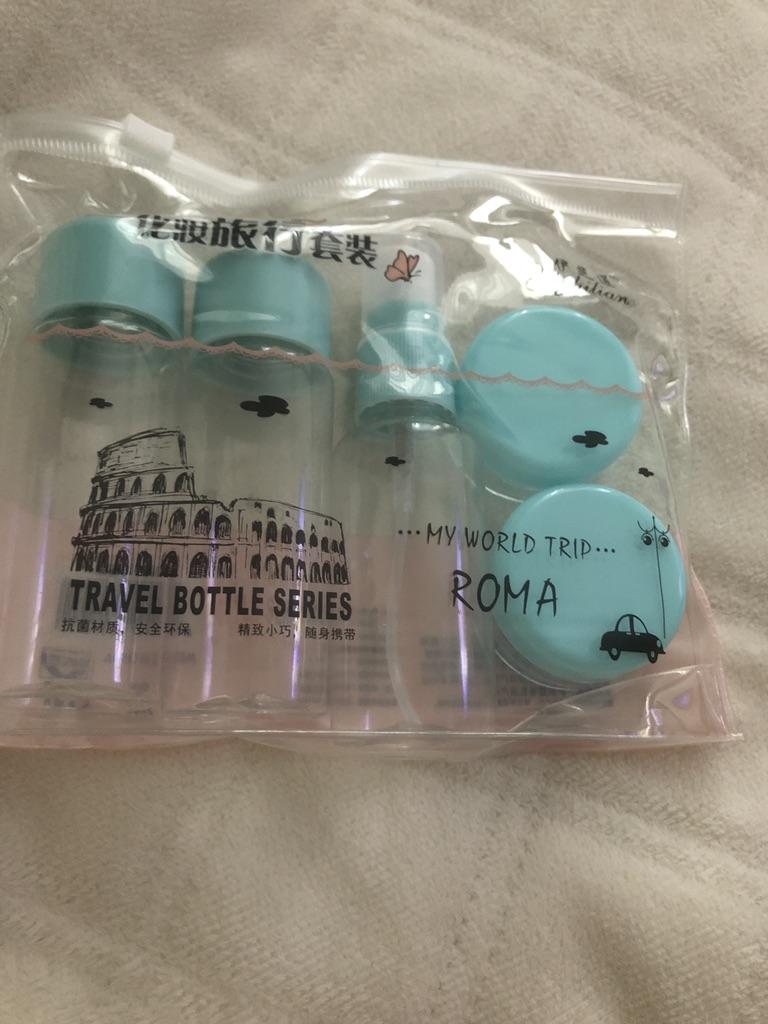 化妆旅行套装
...MY WORLD TRIP...
ROMA
TRAVEL BOTTLE SERIES
抗菌材质，安全环保 精致小巧，随身携带